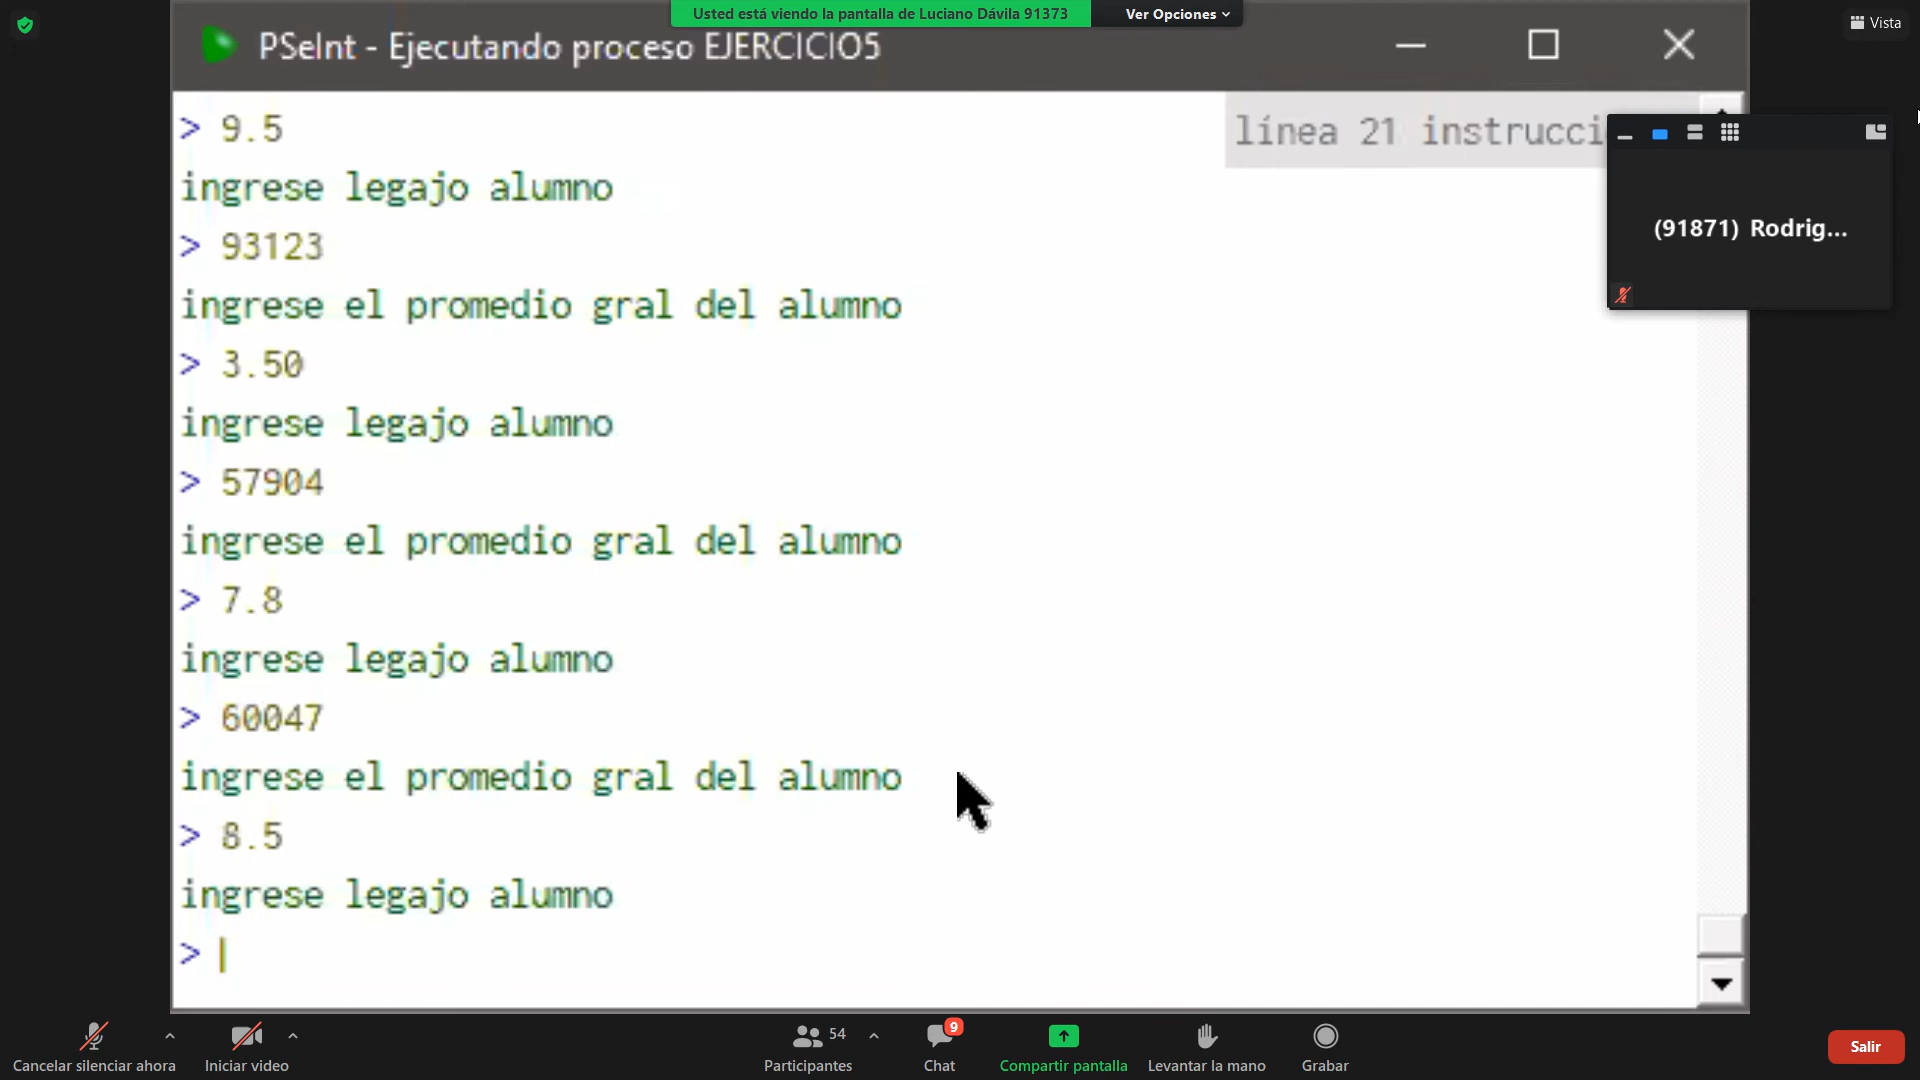 Usted está viendo la pantalla de Luciano Dávila 91373
Ver Opciones
Vista
PSeInt - Ejecutando proceso EJERCICIO5
> 9.5
línea 21 instrucci
ingrese legajo alumno
> 93123
(91871) Rodrig...
ingrese el promedio gral del alumno
> 3.50
ingrese legajo alumno
> 57904
ingrese el promedio gral del alumno
> 7.8
ingrese legajo alumno
> 60047
ingrese el promedio gral del alumno
> 8.5
ingrese legajo alumno
>
Cancelar silenciar ahora
Iniciar video
54
Participantes
9
Chat
Compartir pantalla
Levantar la mano
Grabar
Salir